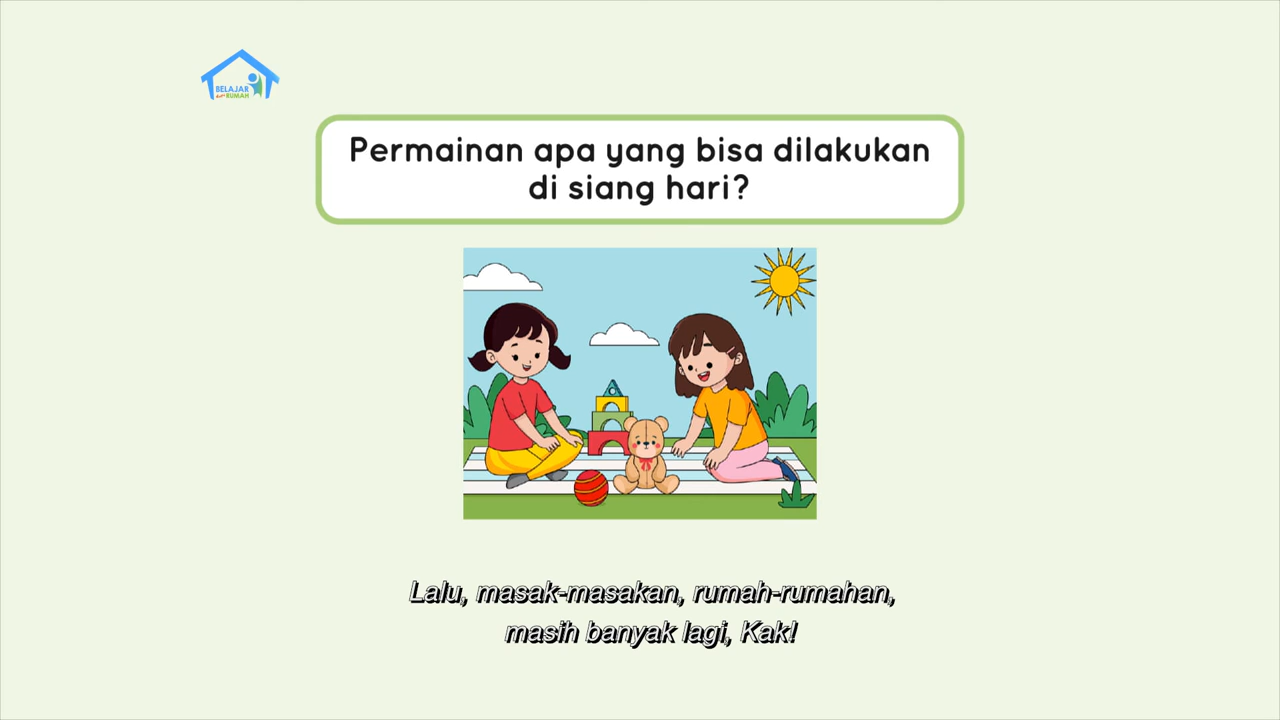 BELAJAR
dari RUMAH
Permainan apa yang bisa dilakukan
di siang hari?
Lalu, masak-masakan, rumah-rumahan,
masih banyak lagi, Kak!